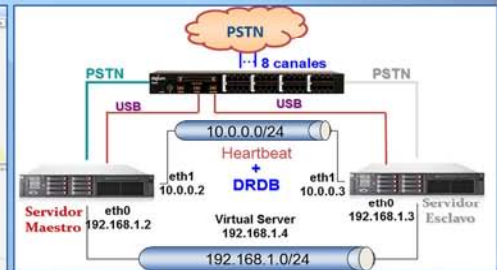 PSTN
8 canales
PSTN
PSTN
USB
USB
10.0.0.0/24
Heartbeat
+
DRDB
eth1
10.0.0.2
eth1
10.0.0.3
Servidor
Maestro
eth0
192.168.1.2
Virtual Server
192.168.1.4
eth0
192.168.1.3
Servidor
Esclavo
192.168.1.0/24